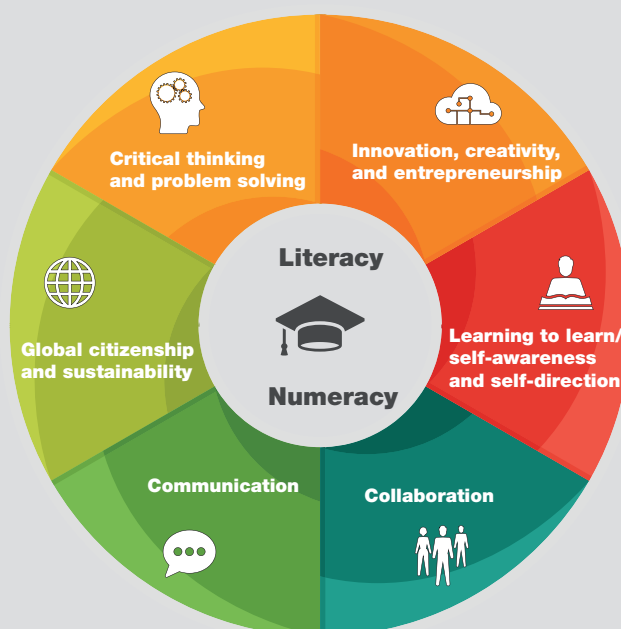 Critical thinking
and problem solving
Innovation, creativity,
and entrepreneurship
Literacy
Numeracy
Global citizenship
and sustainability
Learning to learn/
self-awareness
and self-direction
Communication
Collaboration